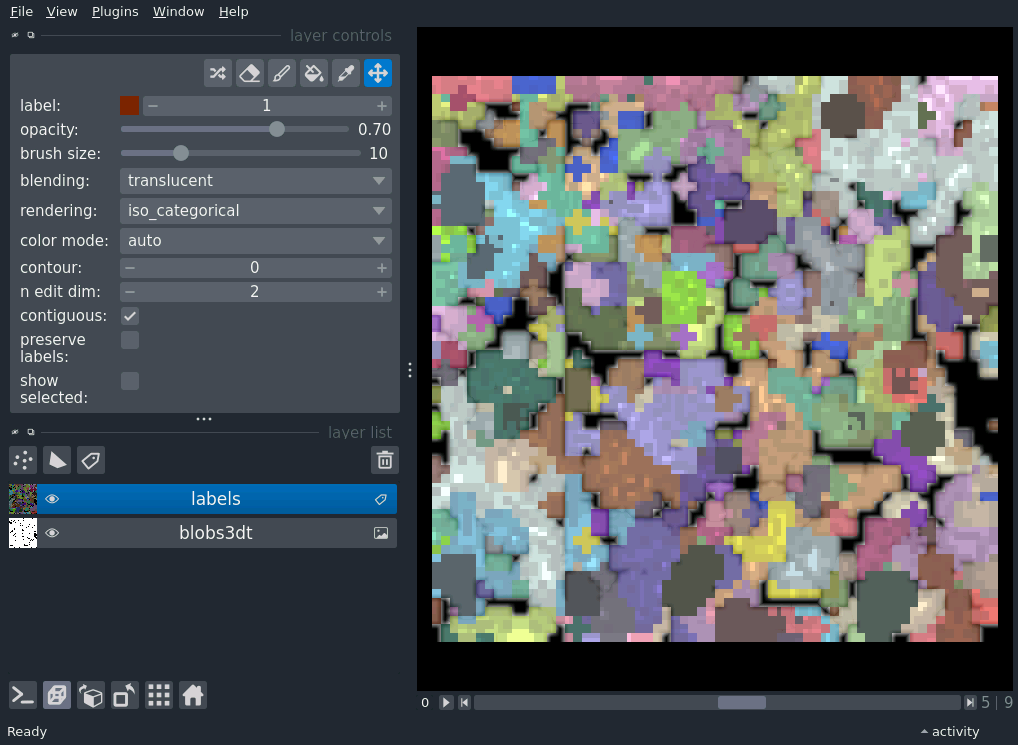 File View Plugins Window Help
layer controls
label: 1
opacity: 0.70
brush size: 10
blending: translucent
rendering: iso_categorical
color mode: auto
contour: 0
n edit dim: 2
contiguous:
preserve
labels:
show
selected:
layer list
labels
blobs3dt
0 5 | 9
Ready activity